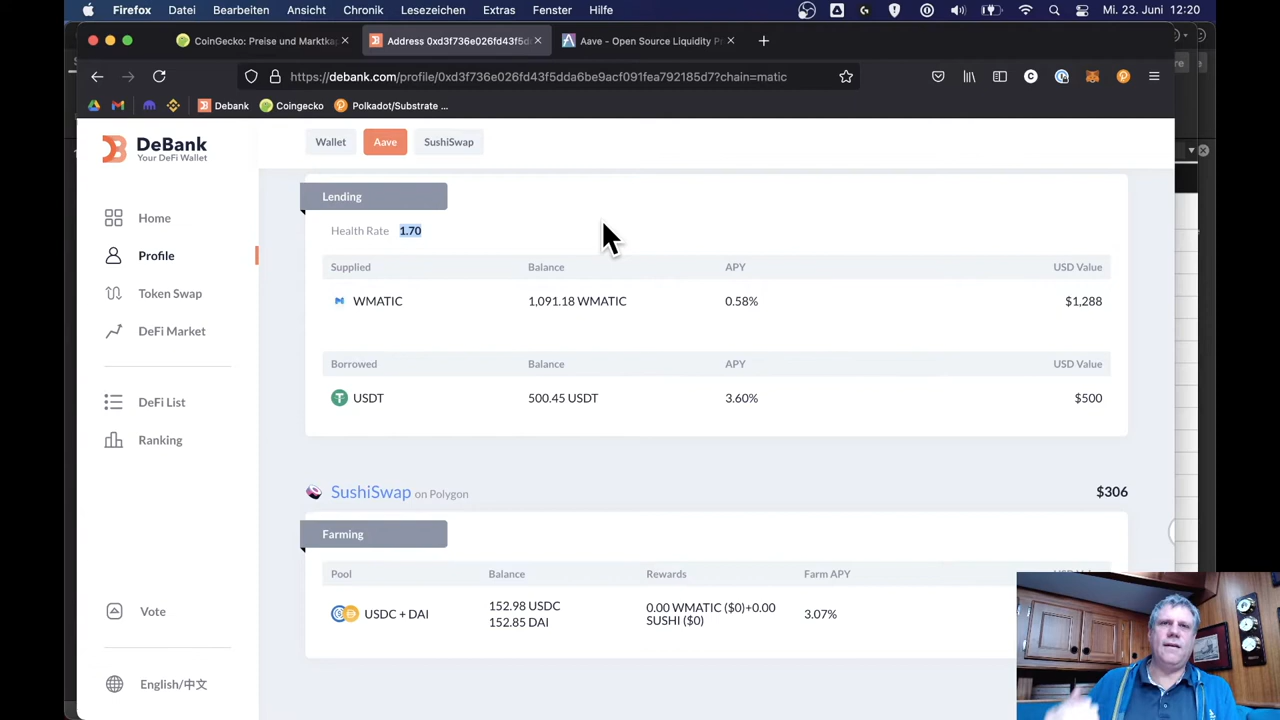 Firefox Datei Bearbeiten Ansicht Chronik Lesezeichen Extras Fenster Hilfe Mi. 23. Juni 12:20
CoinGecko: Preise und Marktka Address 0xd3f736e026fd43f5d Aave - Open Source Liquidity Pr
https://debank.com/profile/0xd3f736e026fd43f5dda6be9acf091fea792185d7?chain=matic
Debank Coingecko Polkadot/Substrate ...
DeBank
Your DeFi Wallet
Home
Profile
Token Swap
DeFi Market
DeFi List
Ranking
Vote
English/中文
Wallet Aave SushiSwap
Lending
Health Rate 1.70
Supplied Balance APY USD Value
WMATIC 1,091.18 WMATIC 0.58% $1,288
Borrowed Balance APY USD Value
USDT 500.45 USDT 3.60% $500
SushiSwap on Polygon $306
Farming
Pool Balance Rewards Farm APY
USDC + DAI 152.98 USDC 0.00 WMATIC ($0)+0.00 3.07%
152.85 DAI SUSHI ($0)